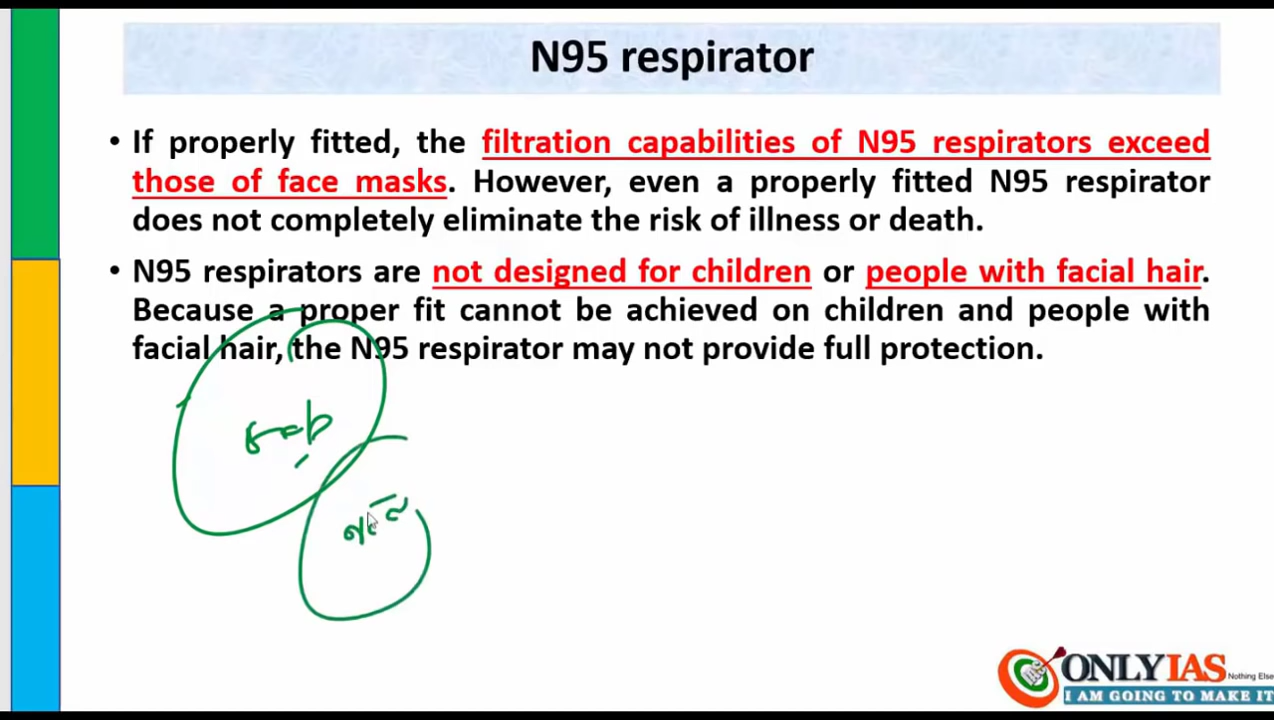 N95 respirator
• If properly fitted, the filtration capabilities of N95 respirators exceed
those of face masks. However, even a properly fitted N95 respirator
does not completely eliminate the risk of illness or death.
• N95 respirators are not designed for children or people with facial hair.
Because a proper fit cannot be achieved on children and people with
facial hair, the N95 respirator may not provide full protection.
ONLYIAS
Nothing Else
I AM GOING TO MAKE IT